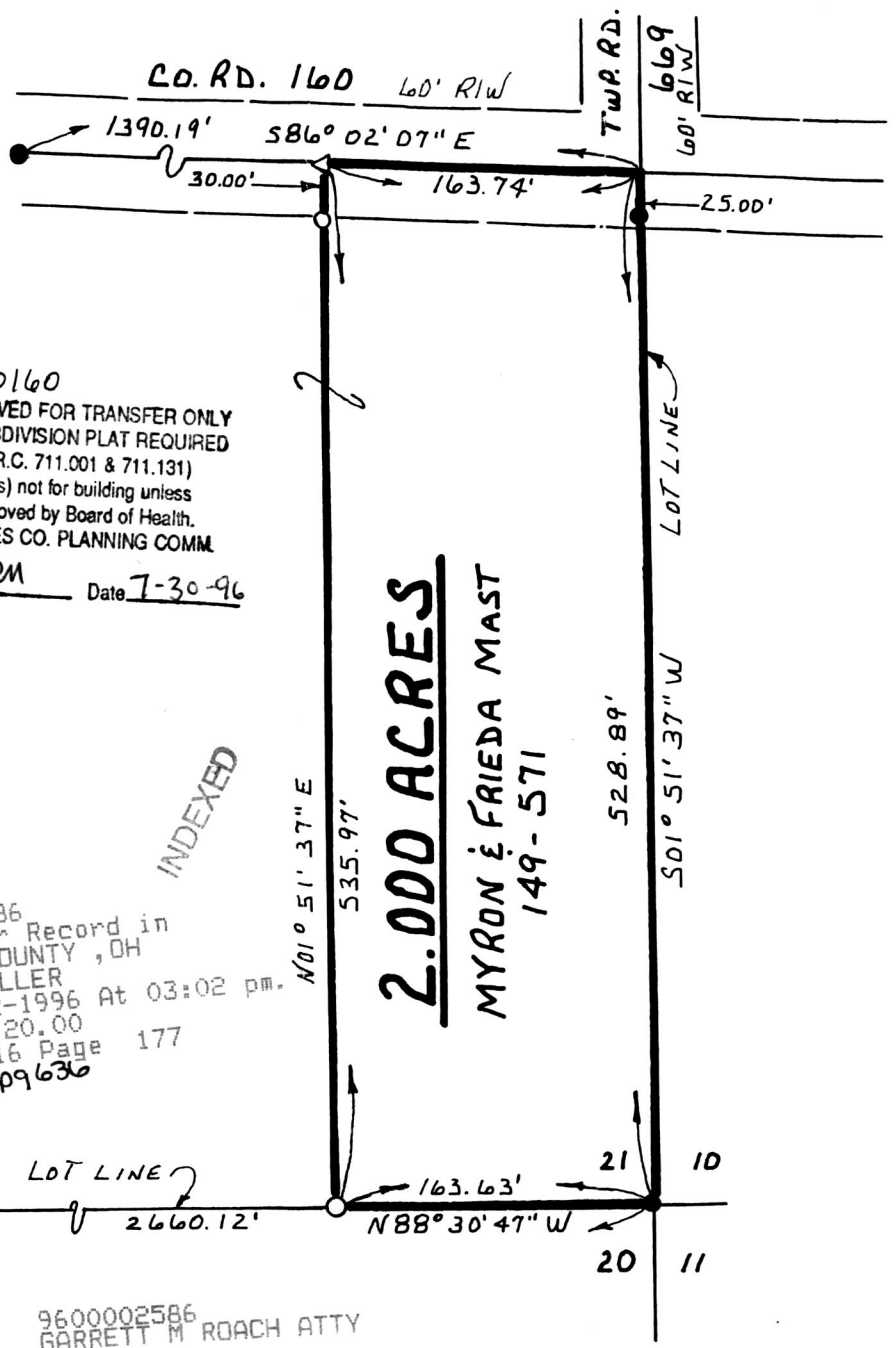 CO. RD. 160 60' R/W
TWP. RD. 669
60' R/W
1390.19'
S86° 02' 07" E
30.00'
163.74'
25.00'
0160
VED FOR TRANSFER ONLY
BDIVISION PLAT REQUIRED
R.C. 711.001 & 711.131)
s) not for building unless
oved by Board of Health.
ES CO. PLANNING COMM.
Date 7-30-96
LOT LINE
2.000 ACRES
MYRON & FRIEDA MAST
149-571
N01° 51' 37" E
535.97'
528.89'
S01° 51' 37" W
INDEXED
86
Record in
OUNTY ,OH
LLER
-1996 At 03:02 pm.
20.00
16 Page 177
P9636
LOT LINE
2660.12'
163.63'
N88° 30' 47" W
21 10
20 11
9600002586
GARRETT M ROACH ATTY